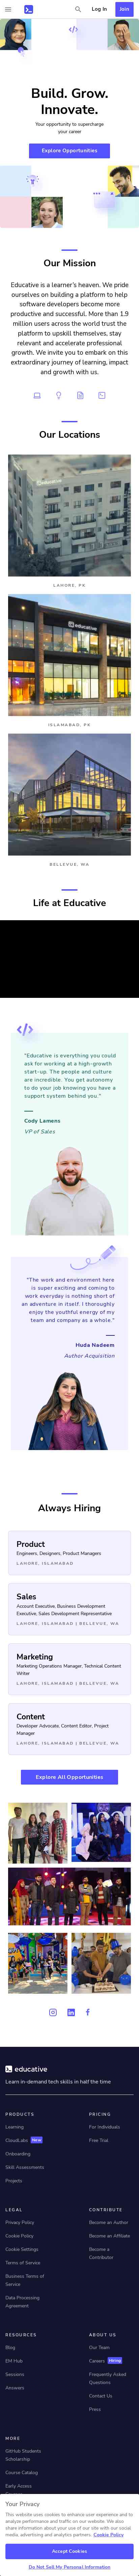 Log In
Join
Build. Grow.
Innovate.
Your opportunity to supercharge
your career
Explore Opportunities
Our Mission
Educative is a learner's heaven. We pride
ourselves on building a platform to help
software developers become more
productive and successful. More than 1.9
million users across the world trust the
platform to upskill themselves, stay
relevant, and accelerate professional
growth. We invite you to embark on this
extraordinary journey of learning, impact
and growth with us.
Our Locations
Educative
LAHORE, PK
educative
ISLAMABAD, PK
BELLEVUE, WA
Life at Educative
"Educative is everything you could
ask for working at a high-growth
start-up. The people and culture
are incredible. You get autonomy
to do your job knowing you have a
support system behind you."
Cody Lamens
VP of Sales
"The work and environment here
is super exciting and coming in
here everyday is nothing short of
an adventure itself. I thoroughly
enjoy the youthful energy of my
team and company as a whole."
Huda Nadeem
Author Acquisition
Always Hiring
Product
Engineers, Designers, Product Managers
LAHORE, ISLAMABAD
Sales
Account Executive, Business Development
Executive, Sales Development Representative
LAHORE, ISLAMABAD | BELLEVUE, WA
Marketing
Marketing Operations Manager, Technical Content
Writer
LAHORE, ISLAMABAD | BELLEVUE, WA
Content
Developer Advocate, Content Editor, Project
Manager
LAHORE, ISLAMABAD | BELLEVUE, WA
Explore All Opportunities
educative
Learn in-demand tech skills in half the time
PRODUCTS
Learning
CloudLabs New
Onboarding
Skill Assessments
Projects
PRICING
For Individuals
Free Trial
LEGAL
Privacy Policy
Cookie Policy
Cookie Settings
Terms of Service
Business Terms of
Service
Data Processing
Agreement
CONTRIBUTE
Become an Author
Become an Affiliate
Become a
Contributor
RESOURCES
Blog
EM Hub
Sessions
Answers
ABOUT US
Our Team
Careers Hiring
Frequently Asked
Questions
Contact Us
Press
MORE
GitHub Students
Scholarship
Course Catalog
Early Access
Your Privacy
This website uses cookies to enhance user experience and to
analyze performance and traffic on our website. We also
share information about your use of our site with our social
media, advertising and analytics partners. Cookie Policy
Accept Cookies
Do Not Sell My Personal Information